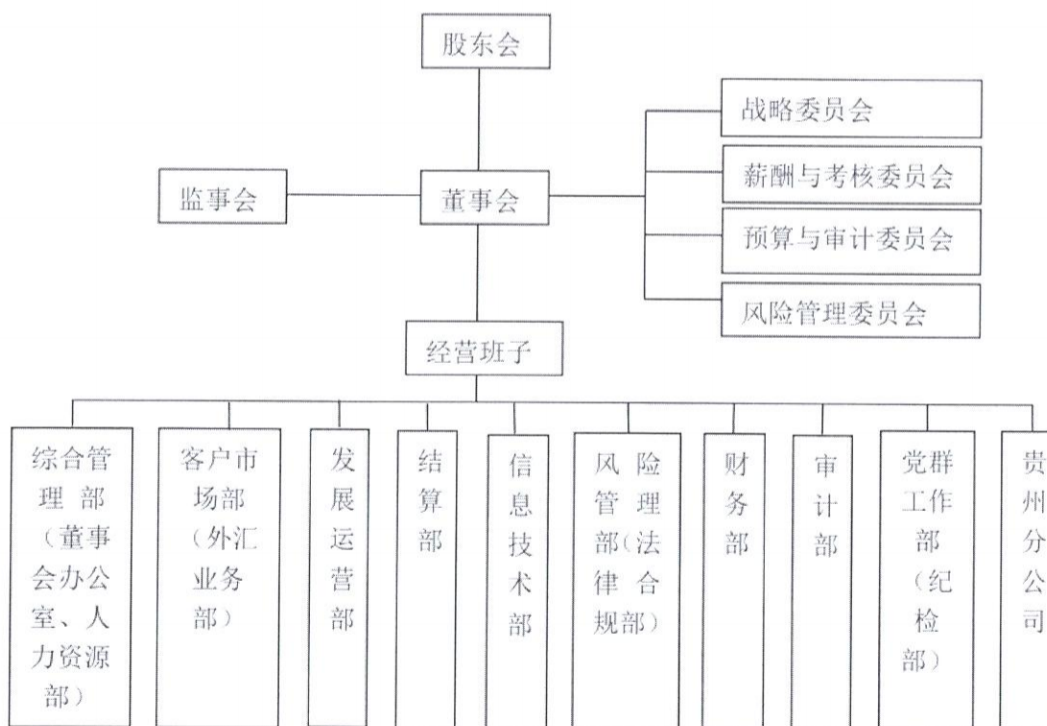 股东会
战略委员会
薪酬与考核委员会
监事会
董事会
预算与审计委员会
风险管理委员会
经营班子
综合管
理 部
（董事
会办公
室、人
力资源
部）
客户市
场部
（外汇
业务
部）
发
展
运
营
部
结
算
部
信
息
技
术
部
风 险
管 理
部（法
律 合
规部）
财
务
部
审
计
部
党群
工作
部
（纪
检
部）
贵
州
分
公
司